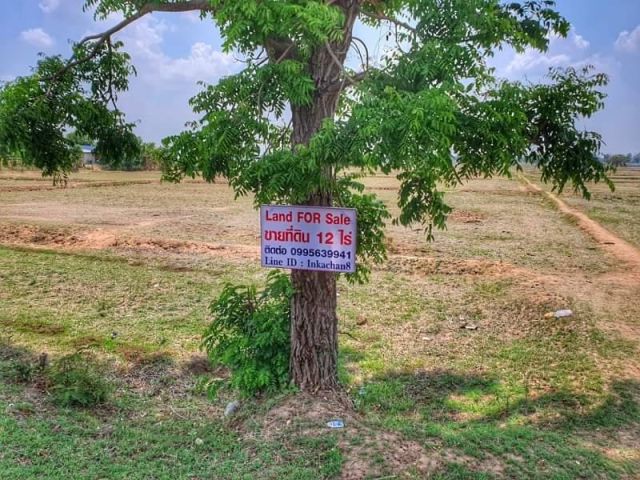 Land FOR Sale
ขายที่ดิน 12 ไร่
ติดต่อ 0995639941
Line ID : Inkachan8